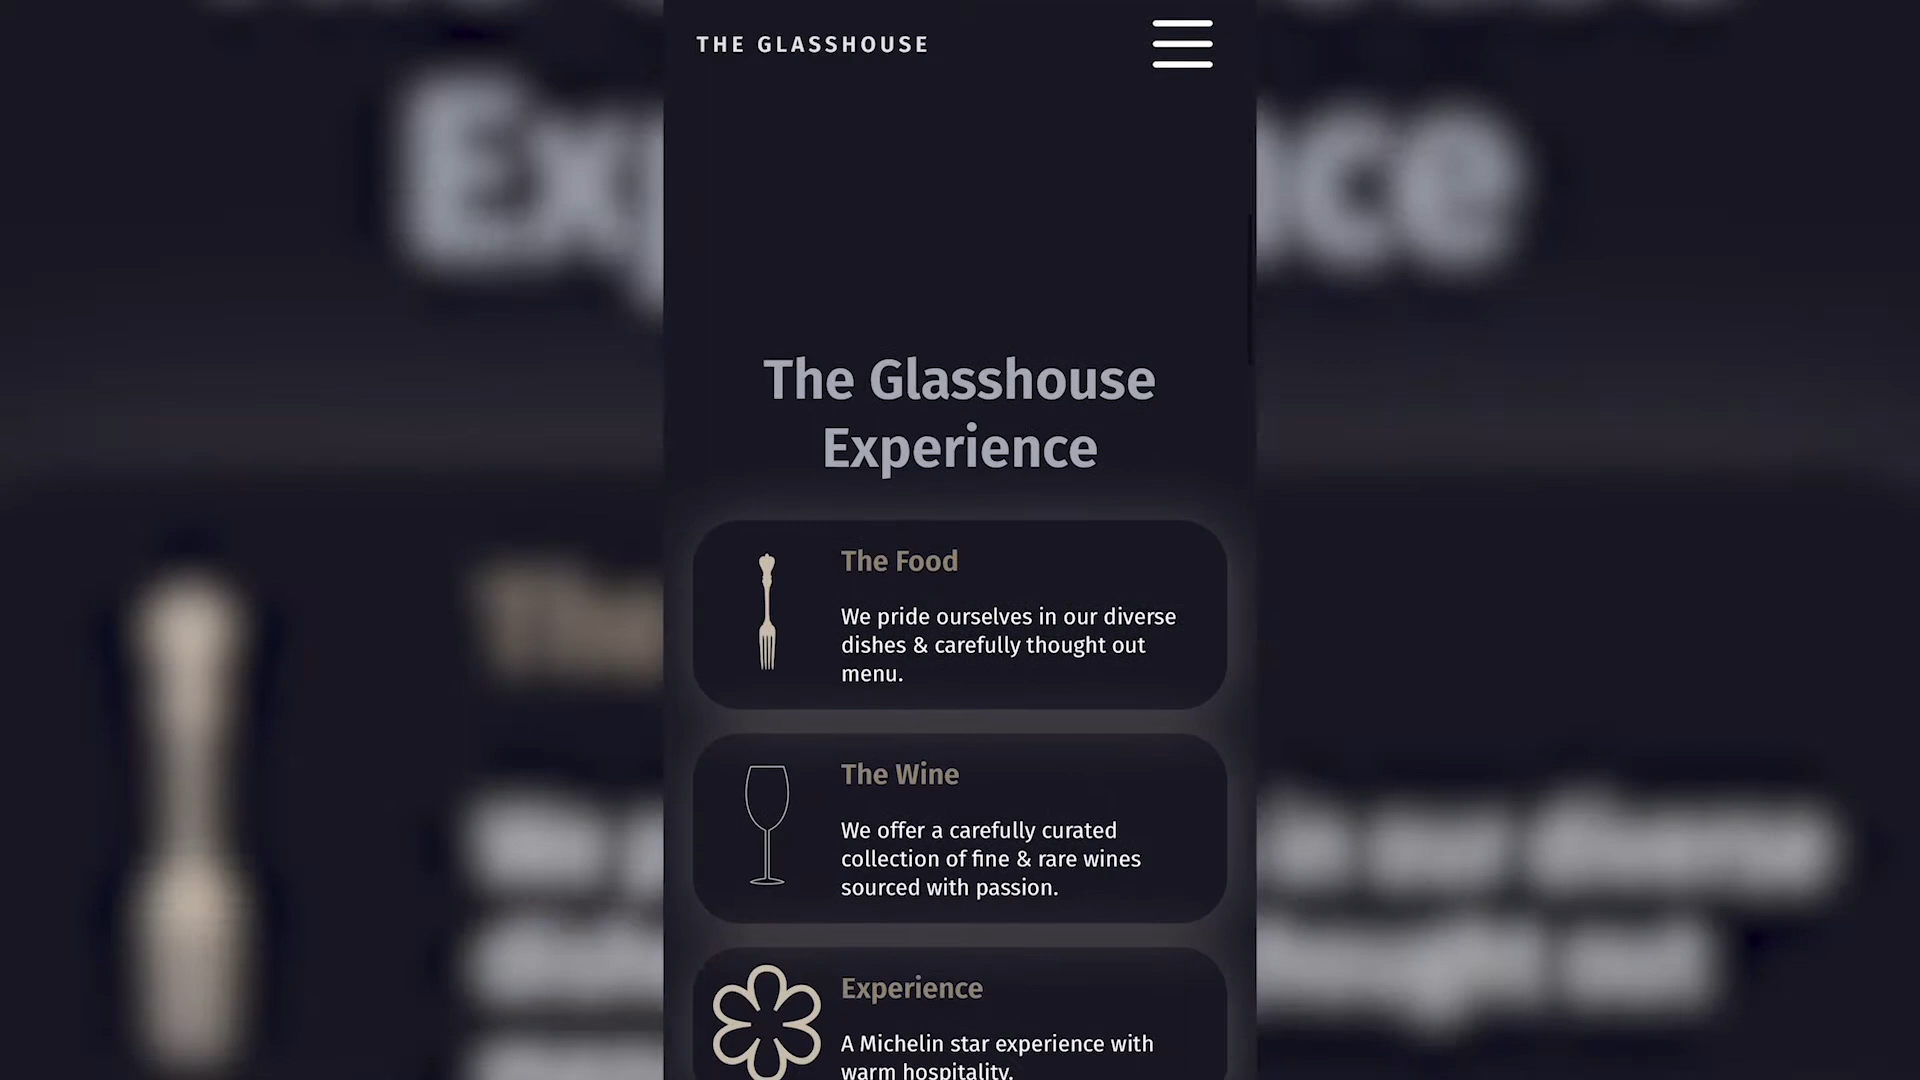 THE GLASSHOUSE
The Glasshouse
Experience
The Food
We pride ourselves in our diverse
dishes & carefully thought out
menu.
The Wine
We offer a carefully curated
collection of fine & rare wines
sourced with passion.
Experience
A Michelin star experience with
warm hospitality.